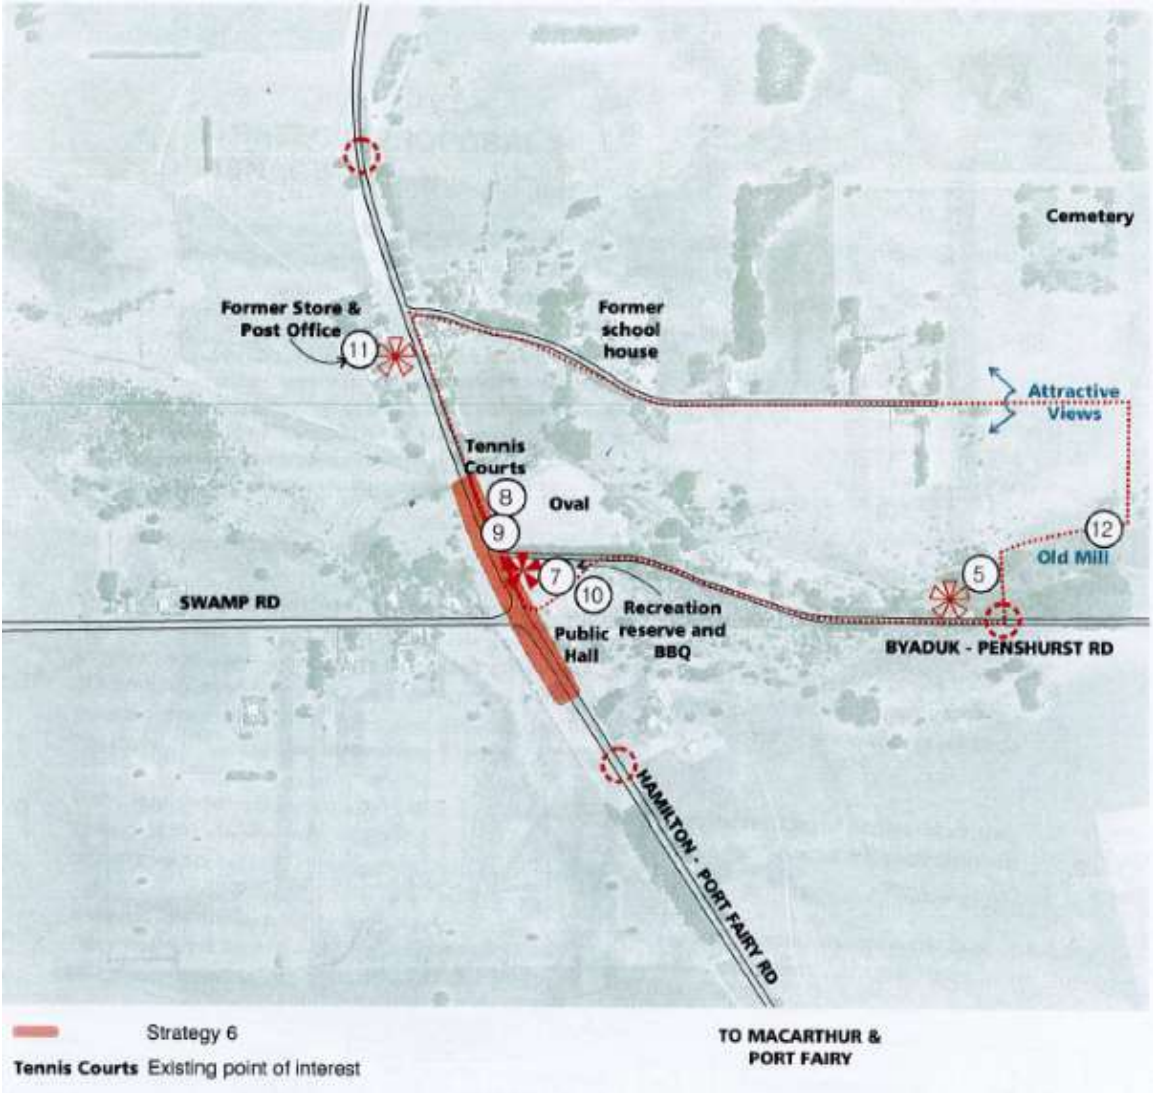 Cemetery
Former Store &
Post Office
11
Former
school
house
Attractive
Views
Tennis
Courts
8
Oval
9
12
Old Mill
5
7
10
SWAMP RD
Recreation
reserve and
BBQ
Public
Hall
BYADUK - PENSHURST RD
HAMILTON - PORT FAIRY RD
Strategy 6
TO MACARTHUR &
PORT FAIRY
Tennis Courts Existing point of interest